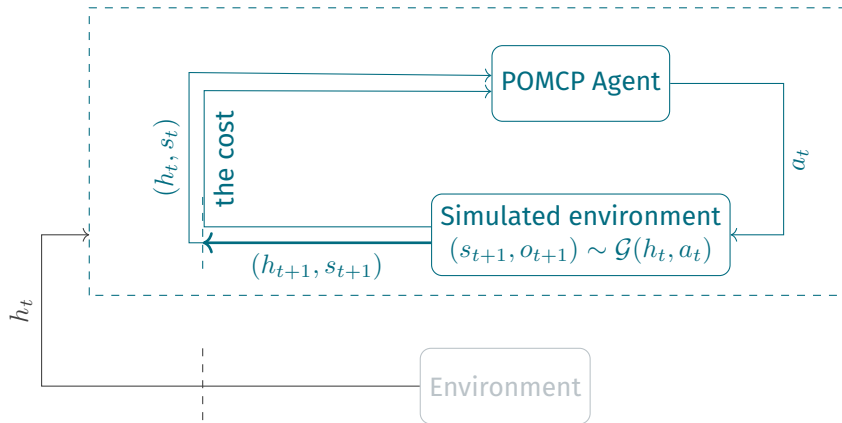 POMCP Agent
(h_t, s_t)
the cost
a_t
Simulated environment
(s_{t+1}, o_{t+1}) ∼ 𝒢(h_t, a_t)
(h_{t+1}, s_{t+1})
h_t
Environment